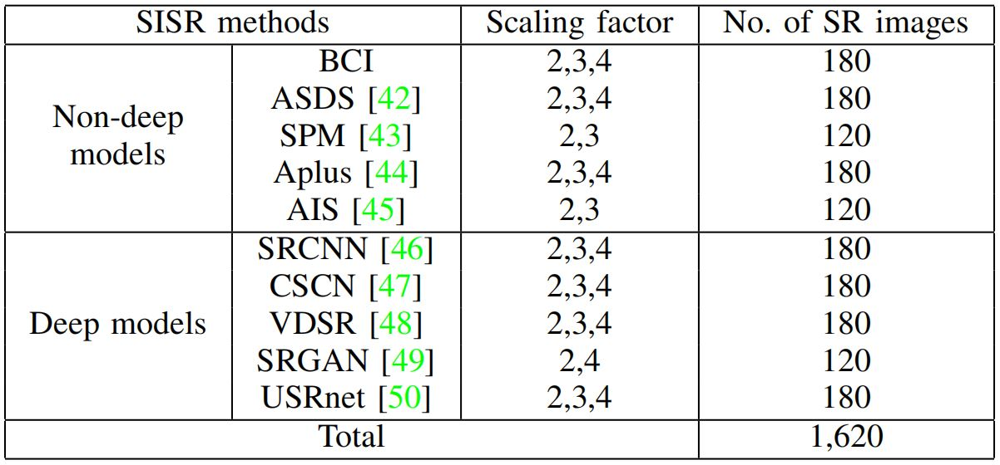 SISR methods Scaling factor No. of SR images
Non-deep models
BCI 2,3,4 180
ASDS [42] 2,3,4 180
SPM [43] 2,3 120
Aplus [44] 2,3,4 180
AIS [45] 2,3 120
Deep models
SRCNN [46] 2,3,4 180
CSCN [47] 2,3,4 180
VDSR [48] 2,3,4 180
SRGAN [49] 2,4 120
USRnet [50] 2,3,4 180
Total 1,620